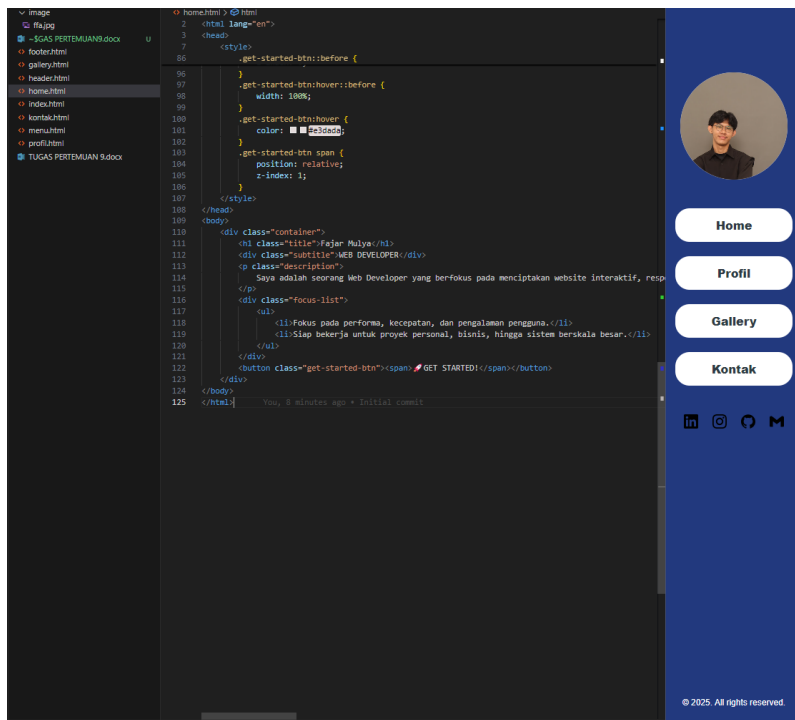 image
ffa.jpg
~$GAS PERTEMUAN9.docx U
footer.html
gallery.html
header.html
home.html
index.html
kontak.html
menu.html
profil.html
TUGAS PERTEMUAN 9.docx
home.html > html
2 <html lang="en">
3 <head>
7 <style>
86 .get-started-btn::before {
96 }
97 .get-started-btn:hover::before {
98 width: 100%;
99 }
100 .get-started-btn:hover {
101 color: #e3dada;
102 }
103 .get-started-btn span {
104 position: relative;
105 z-index: 1;
106 }
107 </style>
108 </head>
109 <body>
110 <div class="container">
111 <h1 class="title">Fajar Mulya</h1>
112 <div class="subtitle">WEB DEVELOPER</div>
113 <p class="description">
114 Saya adalah seorang Web Developer yang berfokus pada menciptakan website interaktif, resp
115 </p>
116 <div class="focus-list">
117 <ul>
118 <li>Fokus pada performa, kecepatan, dan pengalaman pengguna.</li>
119 <li>Siap bekerja untuk proyek personal, bisnis, hingga sistem berskala besar.</li>
120 </ul>
121 </div>
122 <button class="get-started-btn"><span>🚀GET STARTED!</span></button>
123 </div>
124 </body>
125 </html> You, 8 minutes ago • Initial commit
Home
Profil
Gallery
Kontak
© 2025. All rights reserved.